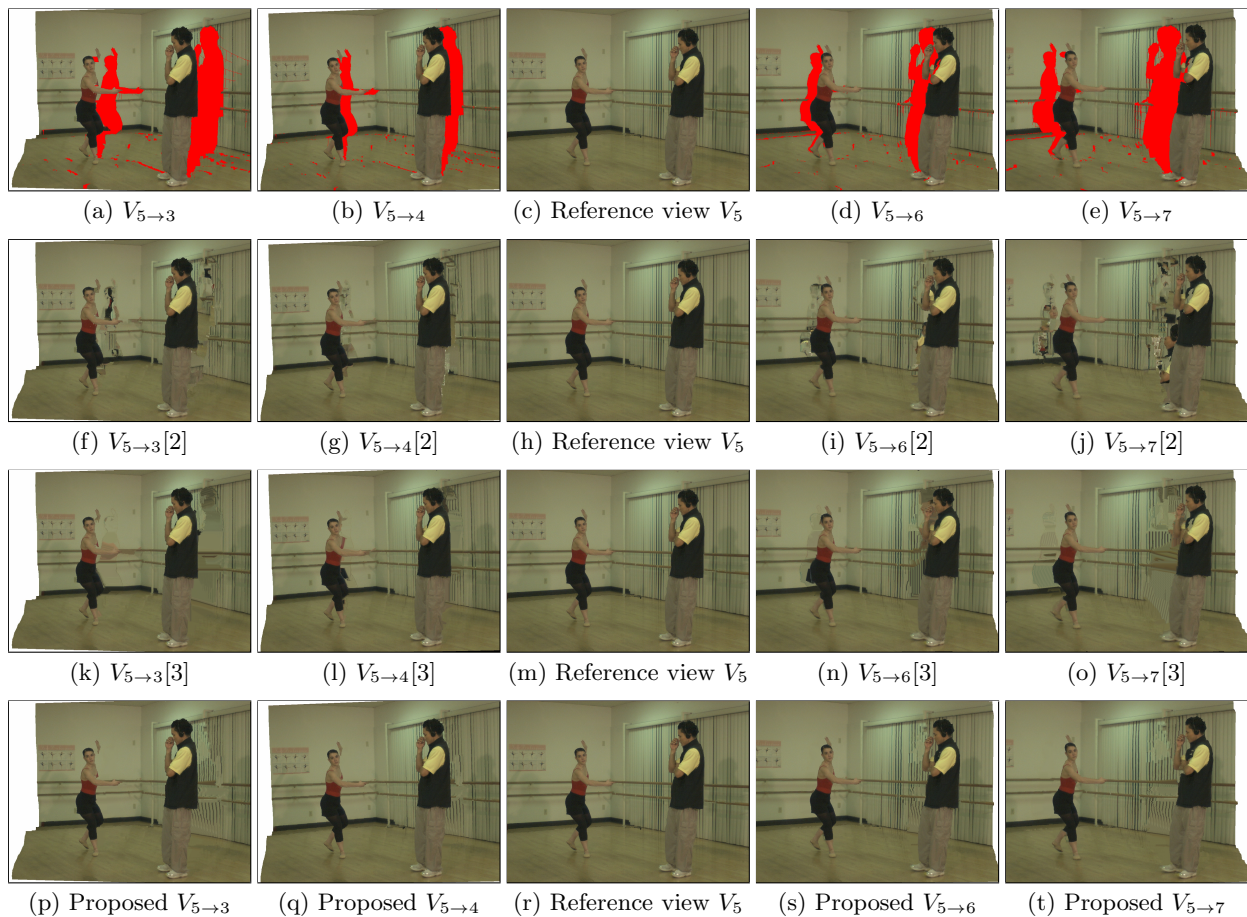 (a) V5→3
(b) V5→4
(c) Reference view V5
(d) V5→6
(e) V5→7
(f) V5→3[2]
(g) V5→4[2]
(h) Reference view V5
(i) V5→6[2]
(j) V5→7[2]
(k) V5→3[3]
(l) V5→4[3]
(m) Reference view V5
(n) V5→6[3]
(o) V5→7[3]
(p) Proposed V5→3
(q) Proposed V5→4
(r) Reference view V5
(s) Proposed V5→6
(t) Proposed V5→7